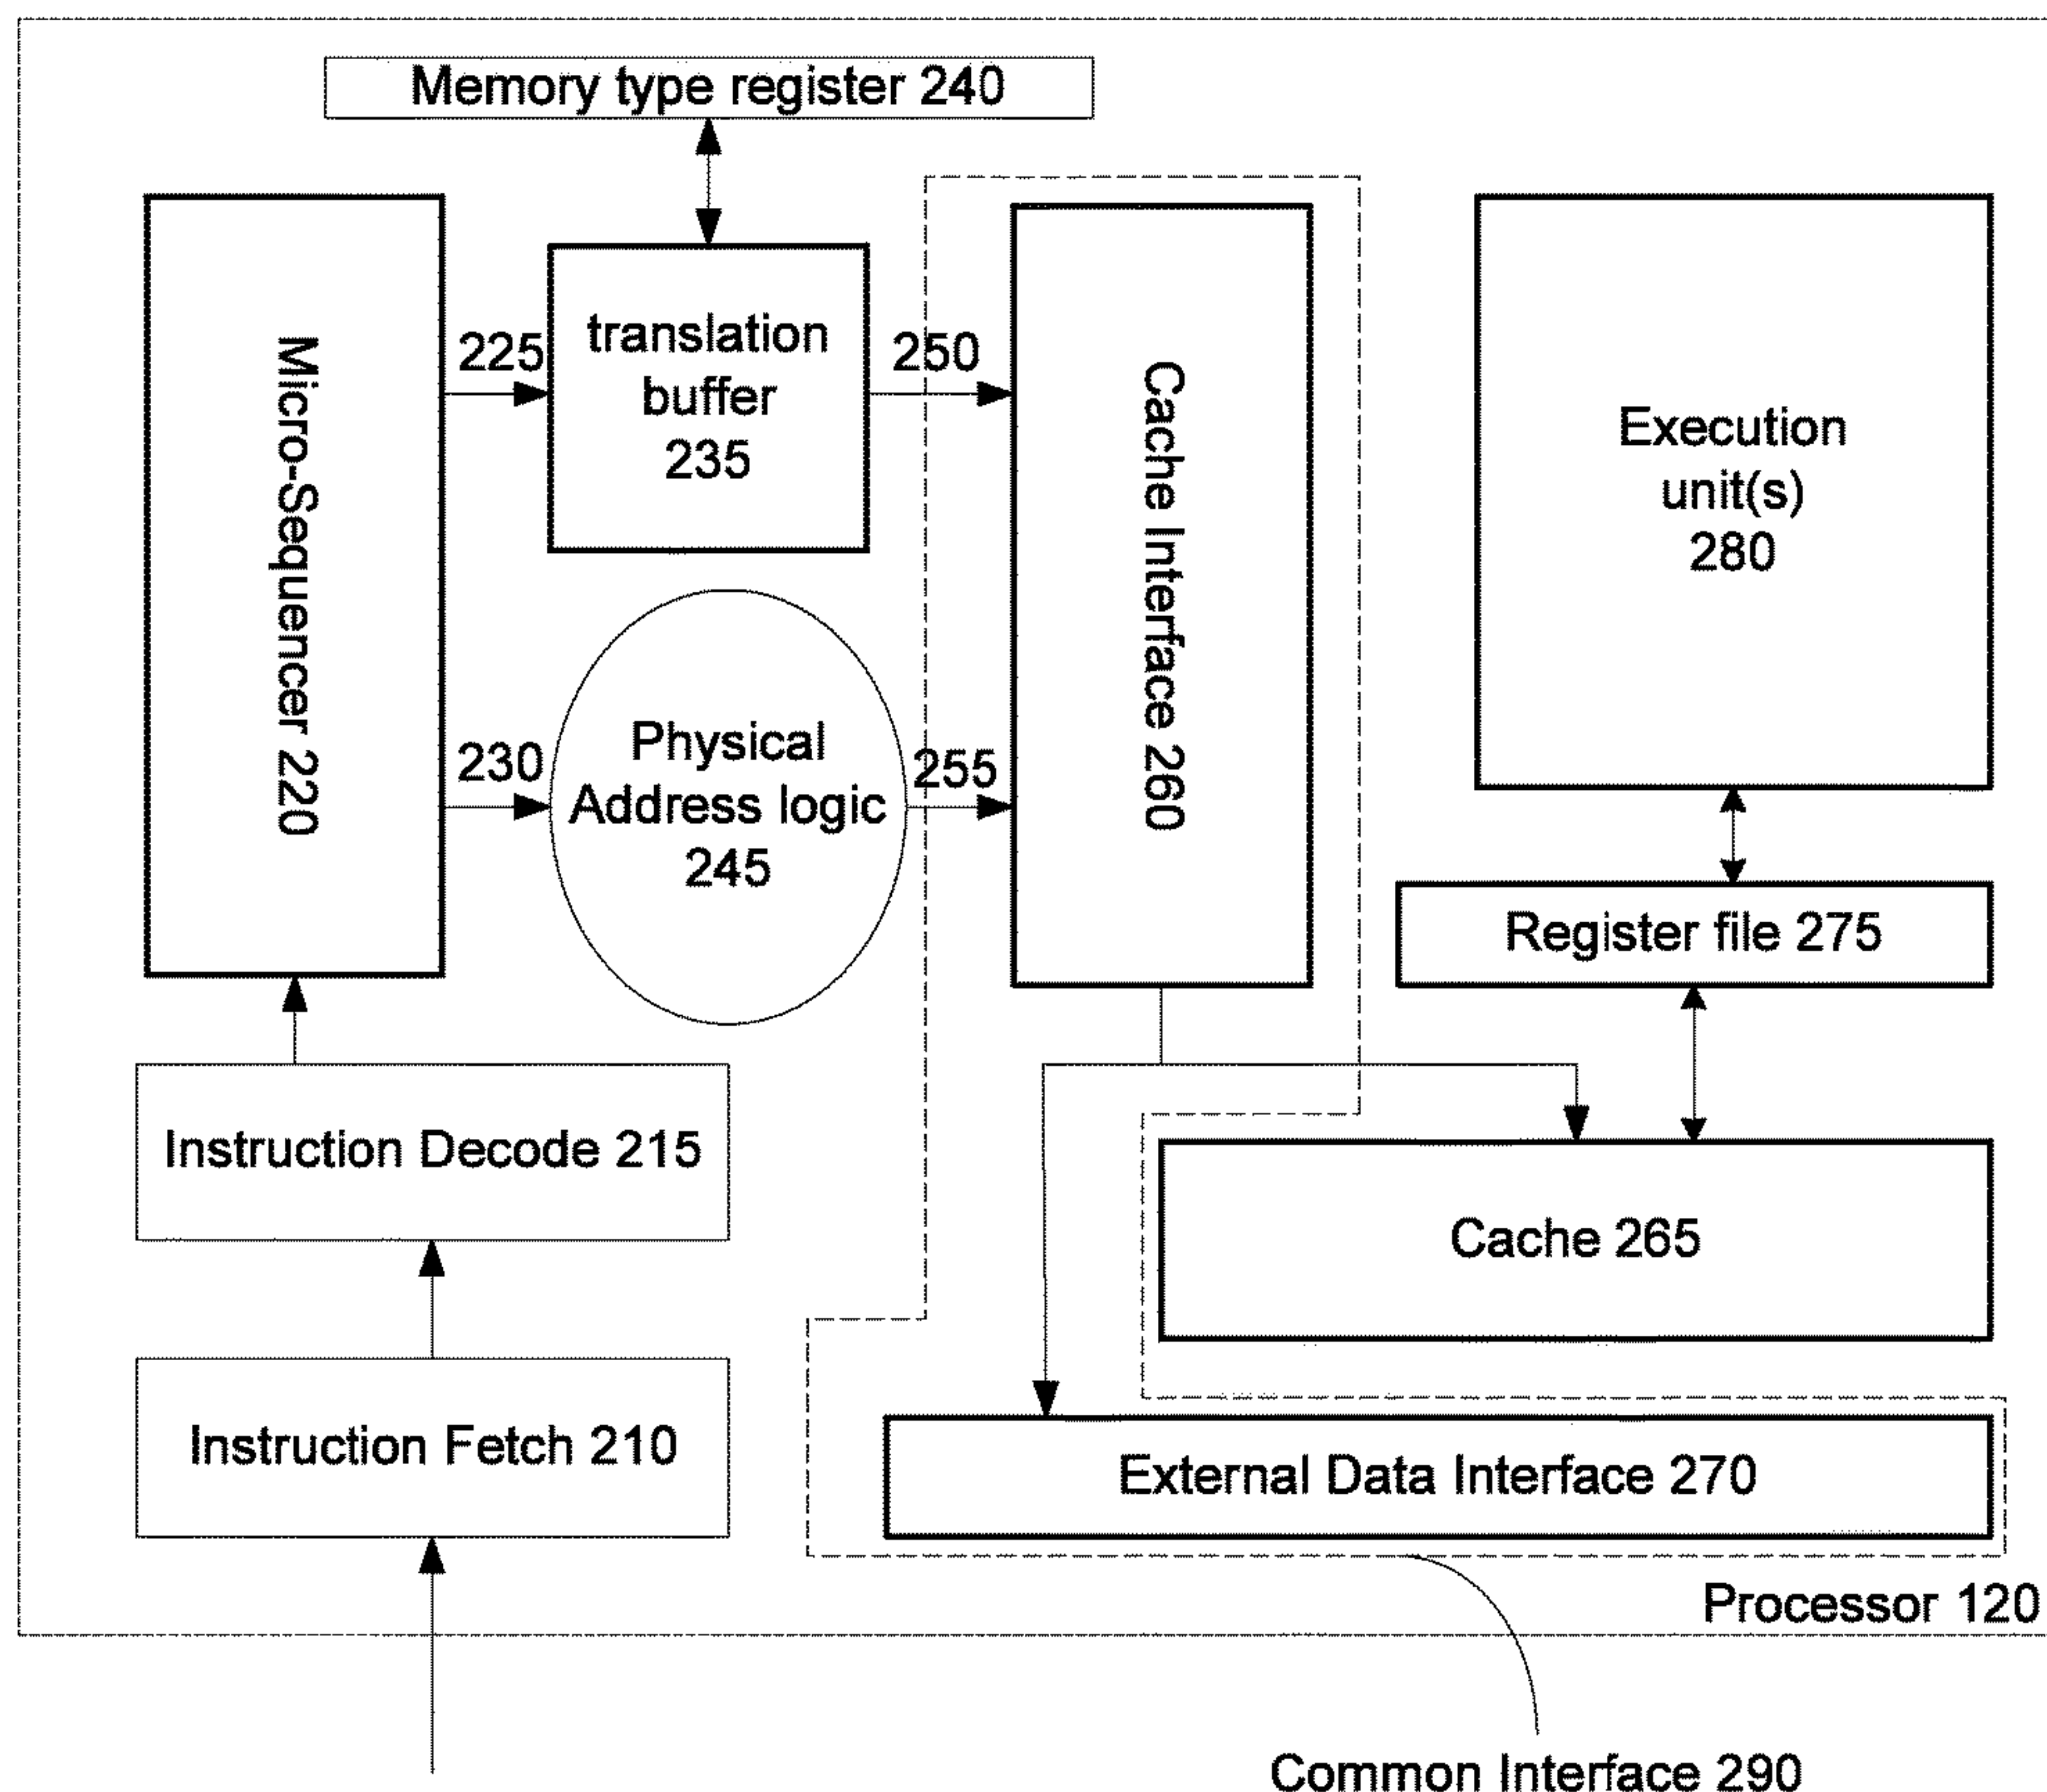 Memory type register 240
Micro-Sequencer 220
225
translation
buffer
235
250
Cache Interface 260
Execution
unit(s)
280
230
Physical
Address logic
245
255
Register file 275
Instruction Decode 215
Cache 265
Instruction Fetch 210
External Data Interface 270
Processor 120
Common Interface 290